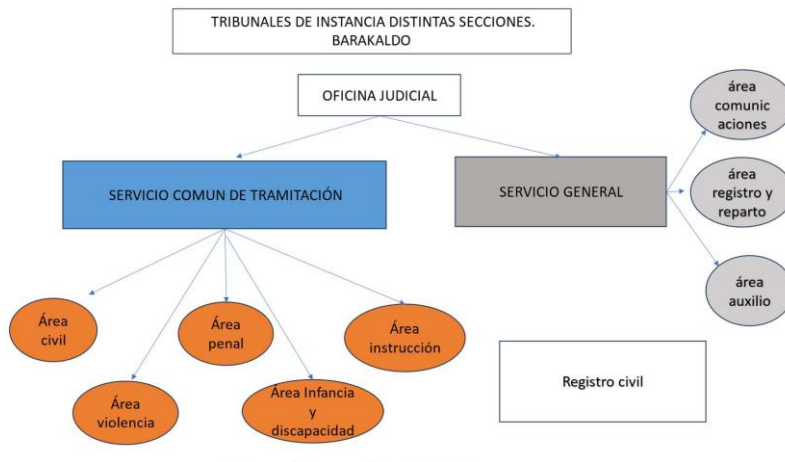 TRIBUNALES DE INSTANCIA DISTINTAS SECCIONES.
BARAKALDO
OFICINA JUDICIAL
SERVICIO COMUN DE TRAMITACIÓN
SERVICIO GENERAL
área
comunic
aciones
área
registro y
reparto
área
auxilio
Área
civil
Área
penal
Área
instrucción
Área
violencia
Área Infancia
y
discapacidad
Registro civil